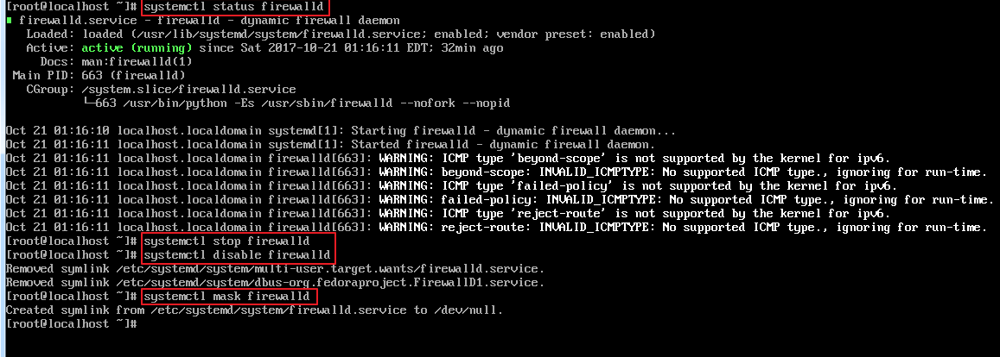 [root@localhost ~]# systemctl status firewalld
firewalld.service - firewalld - dynamic firewall daemon
Loaded: loaded (/usr/lib/systemd/system/firewalld.service; enabled; vendor preset: enabled)
Active: active (running) since Sat 2017-10-21 01:16:11 EDT; 32min ago
Docs: man:firewalld(1)
Main PID: 663 (firewalld)
CGroup: /system.slice/firewalld.service
└─663 /usr/bin/python -Es /usr/sbin/firewalld --nofork --nopid
Oct 21 01:16:10 localhost.localdomain systemd[1]: Starting firewalld - dynamic firewall daemon...
Oct 21 01:16:11 localhost.localdomain systemd[1]: Started firewalld - dynamic firewall daemon.
Oct 21 01:16:11 localhost.localdomain firewalld[663]: WARNING: ICMP type 'beyond-scope' is not supported by the kernel for ipv6.
Oct 21 01:16:11 localhost.localdomain firewalld[663]: WARNING: beyond-scope: INVALID_ICMPTYPE: No supported ICMP type., ignoring for run-time.
Oct 21 01:16:11 localhost.localdomain firewalld[663]: WARNING: ICMP type 'failed-policy' is not supported by the kernel for ipv6.
Oct 21 01:16:11 localhost.localdomain firewalld[663]: WARNING: failed-policy: INVALID_ICMPTYPE: No supported ICMP type., ignoring for run-time.
Oct 21 01:16:11 localhost.localdomain firewalld[663]: WARNING: ICMP type 'reject-route' is not supported by the kernel for ipv6.
Oct 21 01:16:11 localhost.localdomain firewalld[663]: WARNING: reject-route: INVALID_ICMPTYPE: No supported ICMP type., ignoring for run-time.
[root@localhost ~]# systemctl stop firewalld
[root@localhost ~]# systemctl disable firewalld
Removed symlink /etc/systemd/system/multi-user.target.wants/firewalld.service.
Removed symlink /etc/systemd/system/dbus-org.fedoraproject.FirewallD1.service.
[root@localhost ~]# systemctl mask firewalld
Created symlink from /etc/systemd/system/firewalld.service to /dev/null.
[root@localhost ~]#